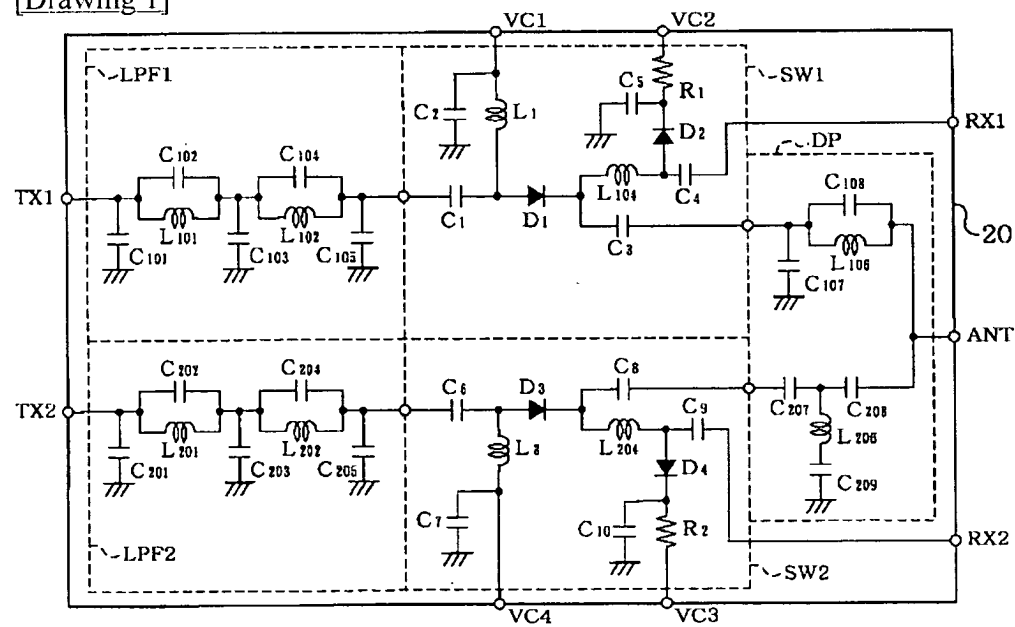 [Drawing 1]
VC1 VC2
LPF1 SW1
C5 R1
C2 L1
D2 RX1
DP
C102 C104 C108
L104 C4
TX1
C1 D1
L101 L102 C3 L106 20
C101 C103 C105 C107
ANT
C202 C204 C6 D3 C8
TX2 C207 C208
L201 L202 L3 L204 C9 L206
C201 C203 C205 D4 C209
C7 C10 R2
RX2
LPF2 SW2
VC4 VC3